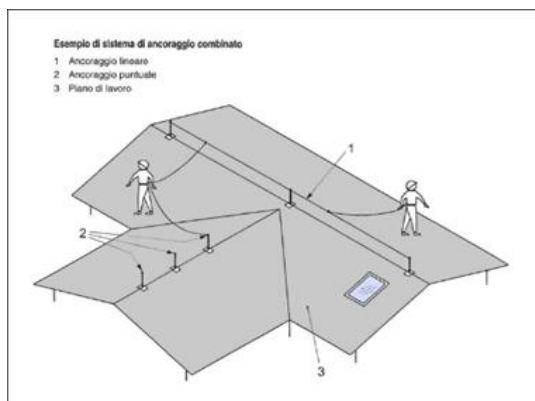 Esempio di sistema di ancoraggio combinato
1 Ancoraggio lineare
2 Ancoraggio puntuale
3 Piano di lavoro
1
2
3